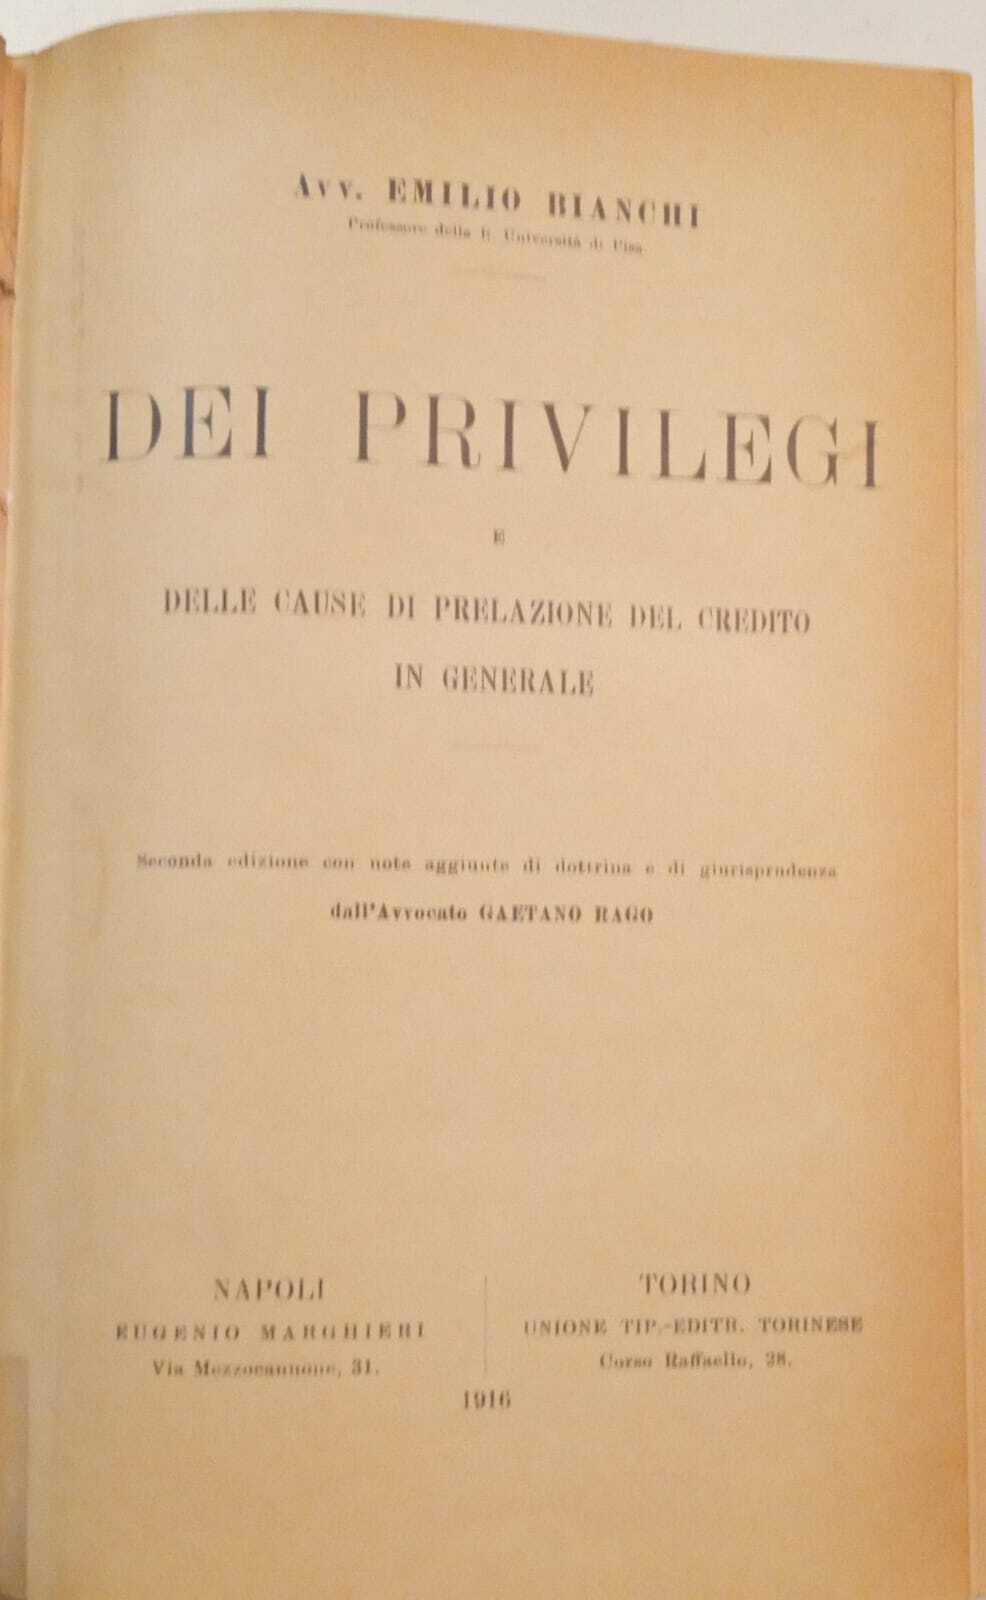 Avv. EMILIO BIANCHI
Professore della R. Università di Pisa
DEI PRIVILEGI
E
DELLE CAUSE DI PRELAZIONE DEL CREDITO
IN GENERALE
Seconda edizione con note aggiunte di dottrina e di giurisprudenza
dall'Avvocato GAETANO RAGO
NAPOLI
EUGENIO MARGHIERI
Via Mezzocannone, 31.
TORINO
UNIONE TIP.-EDITR. TORINESE
Corso Raffaello, 28.
1916